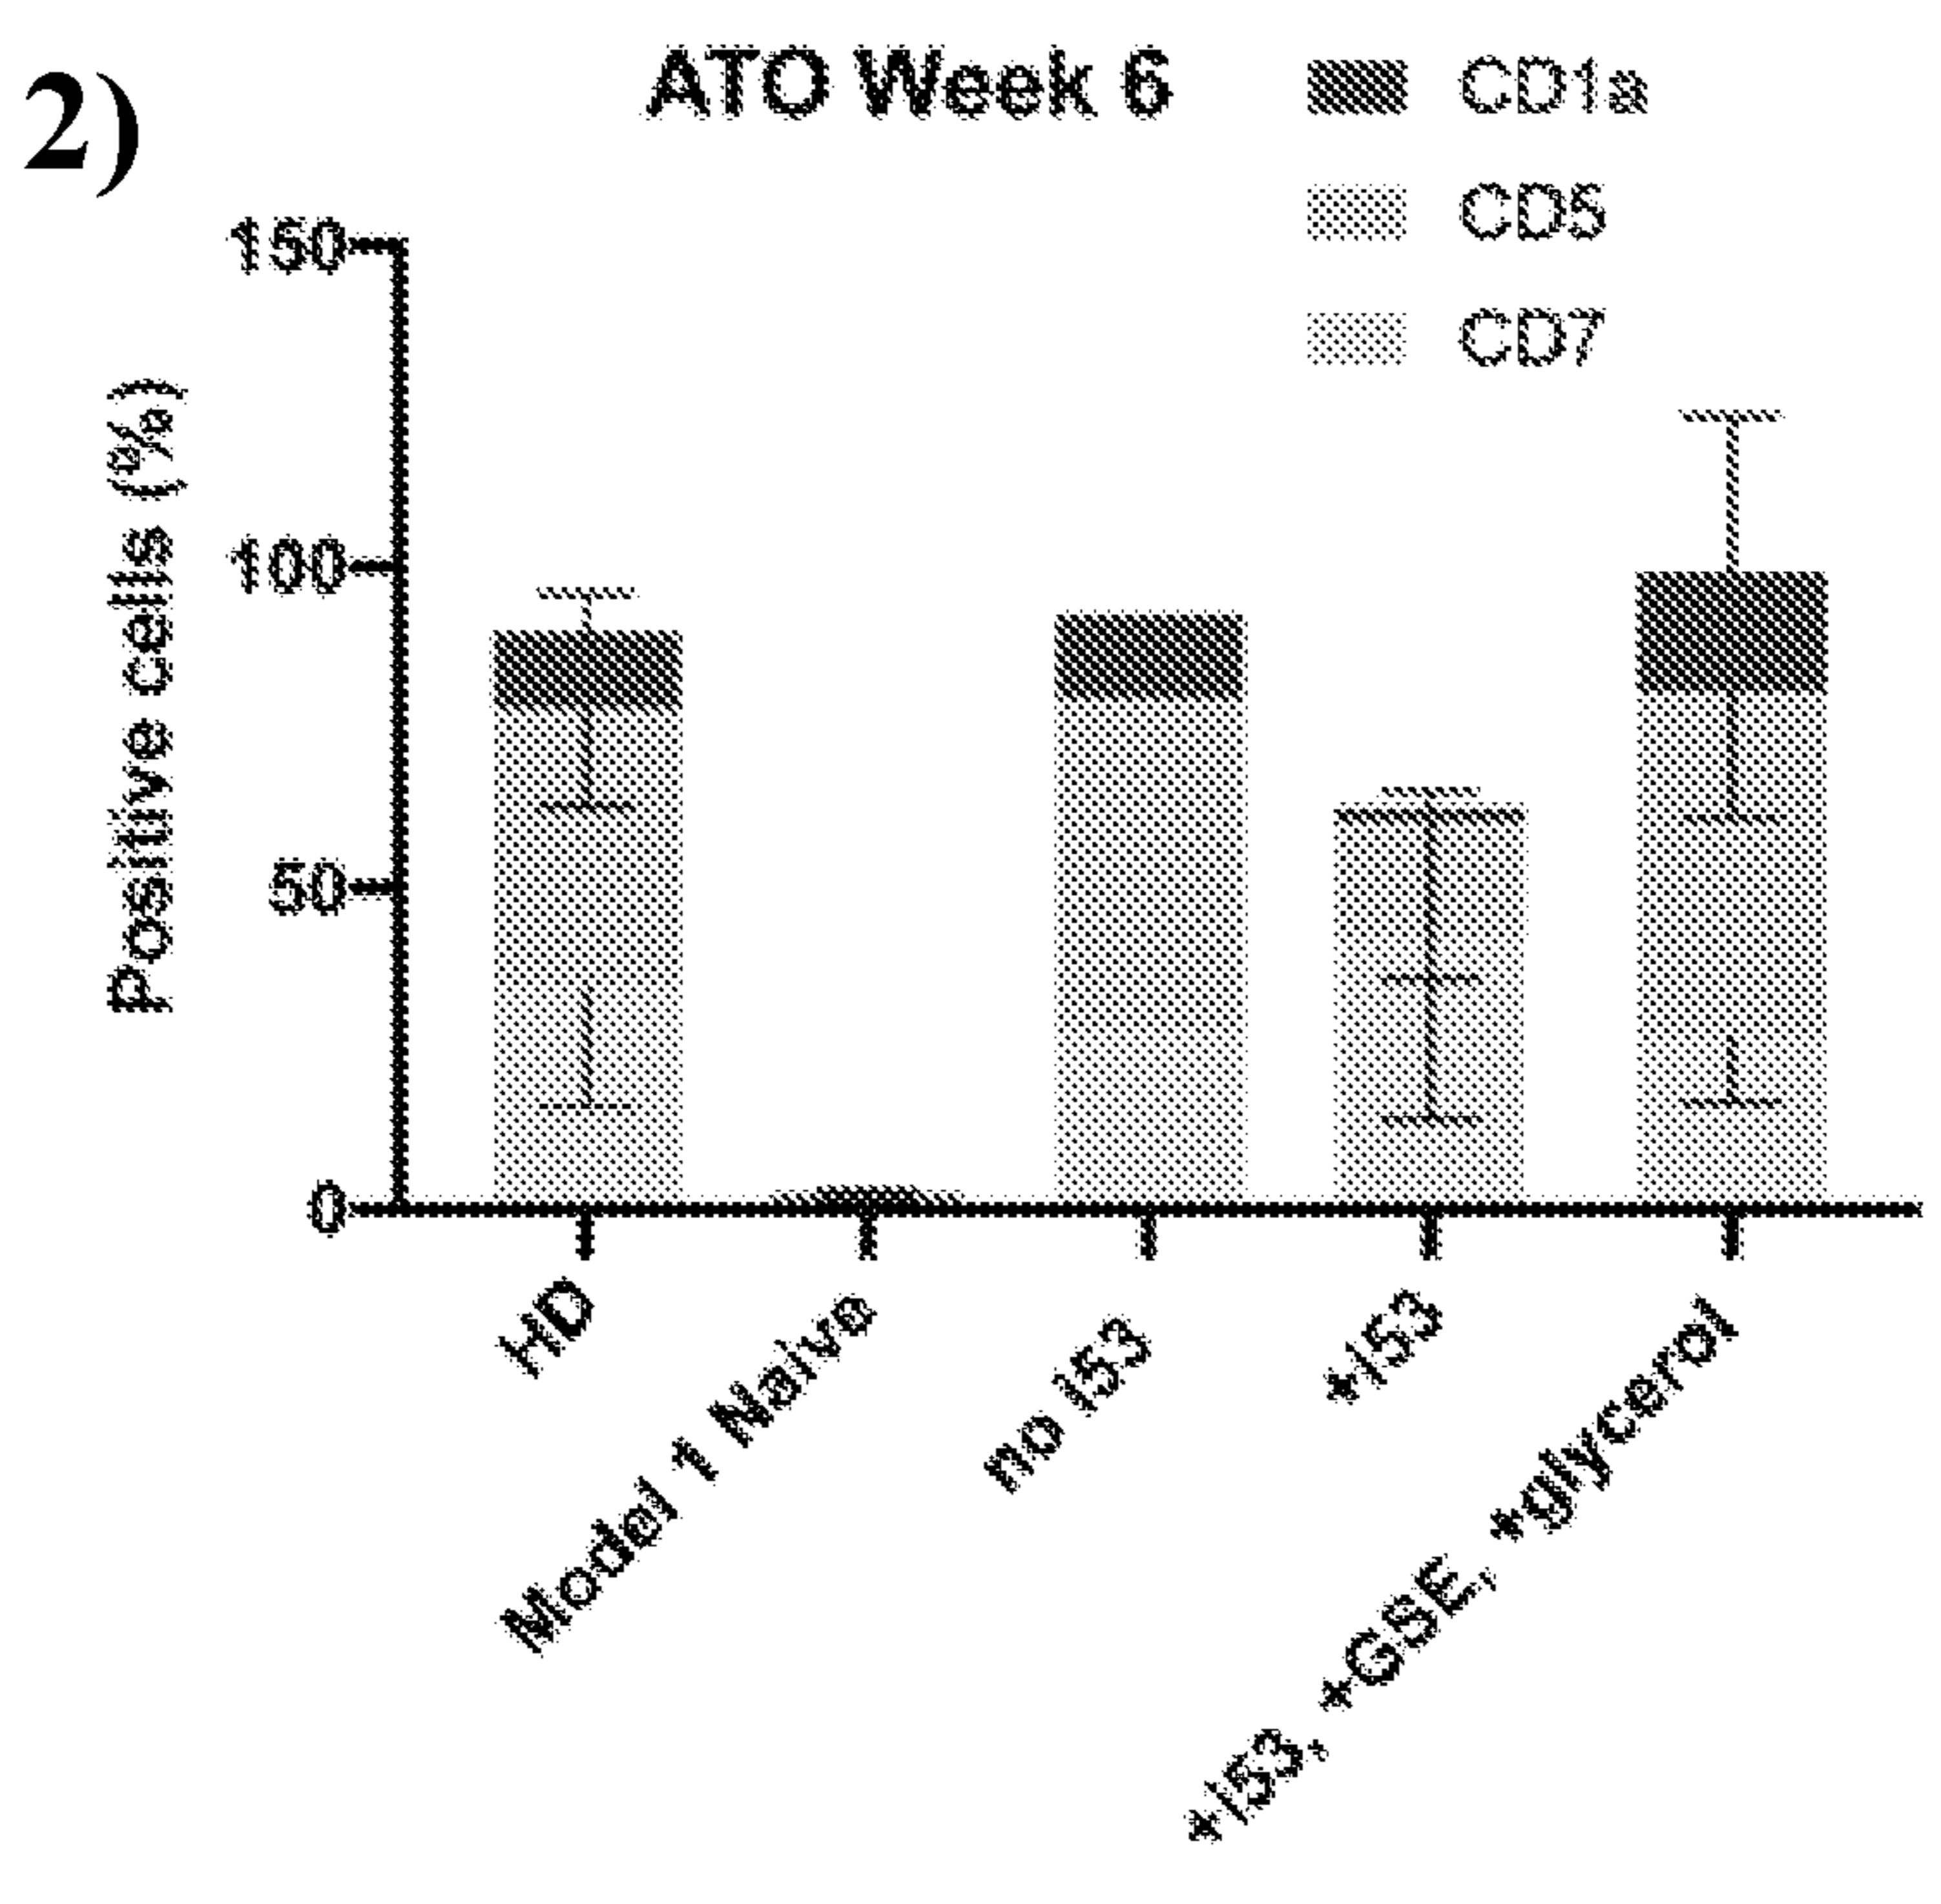 2)
ATO Week 6
CD1a
CD5
CD7
Positive cells (%)
150
100
50
0
HD
Model 1 Naive
no i53
+i53
+i53, +GSE, +glycerol